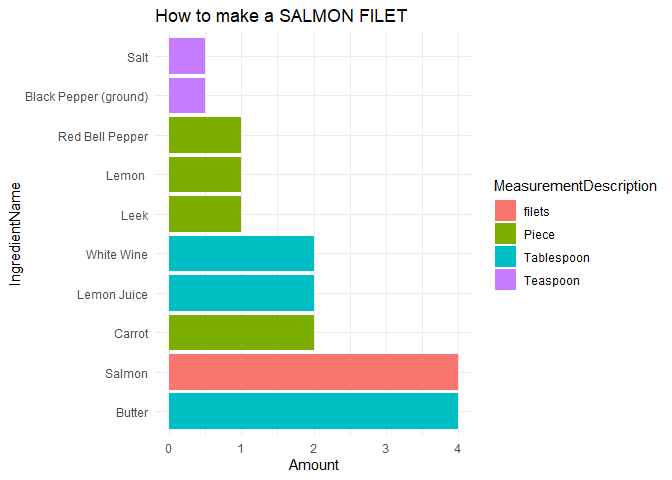 How to make a SALMON FILET
IngredientName
Salt
Black Pepper (ground)
Red Bell Pepper
Lemon
Leek
White Wine
Lemon Juice
Carrot
Salmon
Butter
0 1 2 3 4
Amount
MeasurementDescription
filets
Piece
Tablespoon
Teaspoon